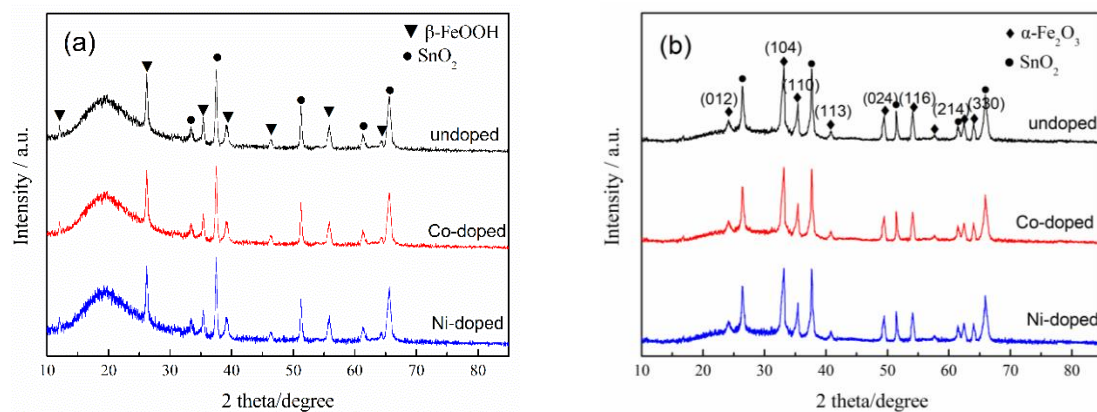 (a)
▼ β-FeOOH
● SnO2
undoped
Co-doped
Ni-doped
Intensity / a.u.
10 20 30 40 50 60 70 80
2 theta/degree
(b)
♦ α-Fe2O3
● SnO2
(012)
(104)
(110)
(113)
(024)
(116)
(214)
(330)
undoped
Co-doped
Ni-doped
Intensity / a.u.
10 20 30 40 50 60 70 80
2 theta/degree